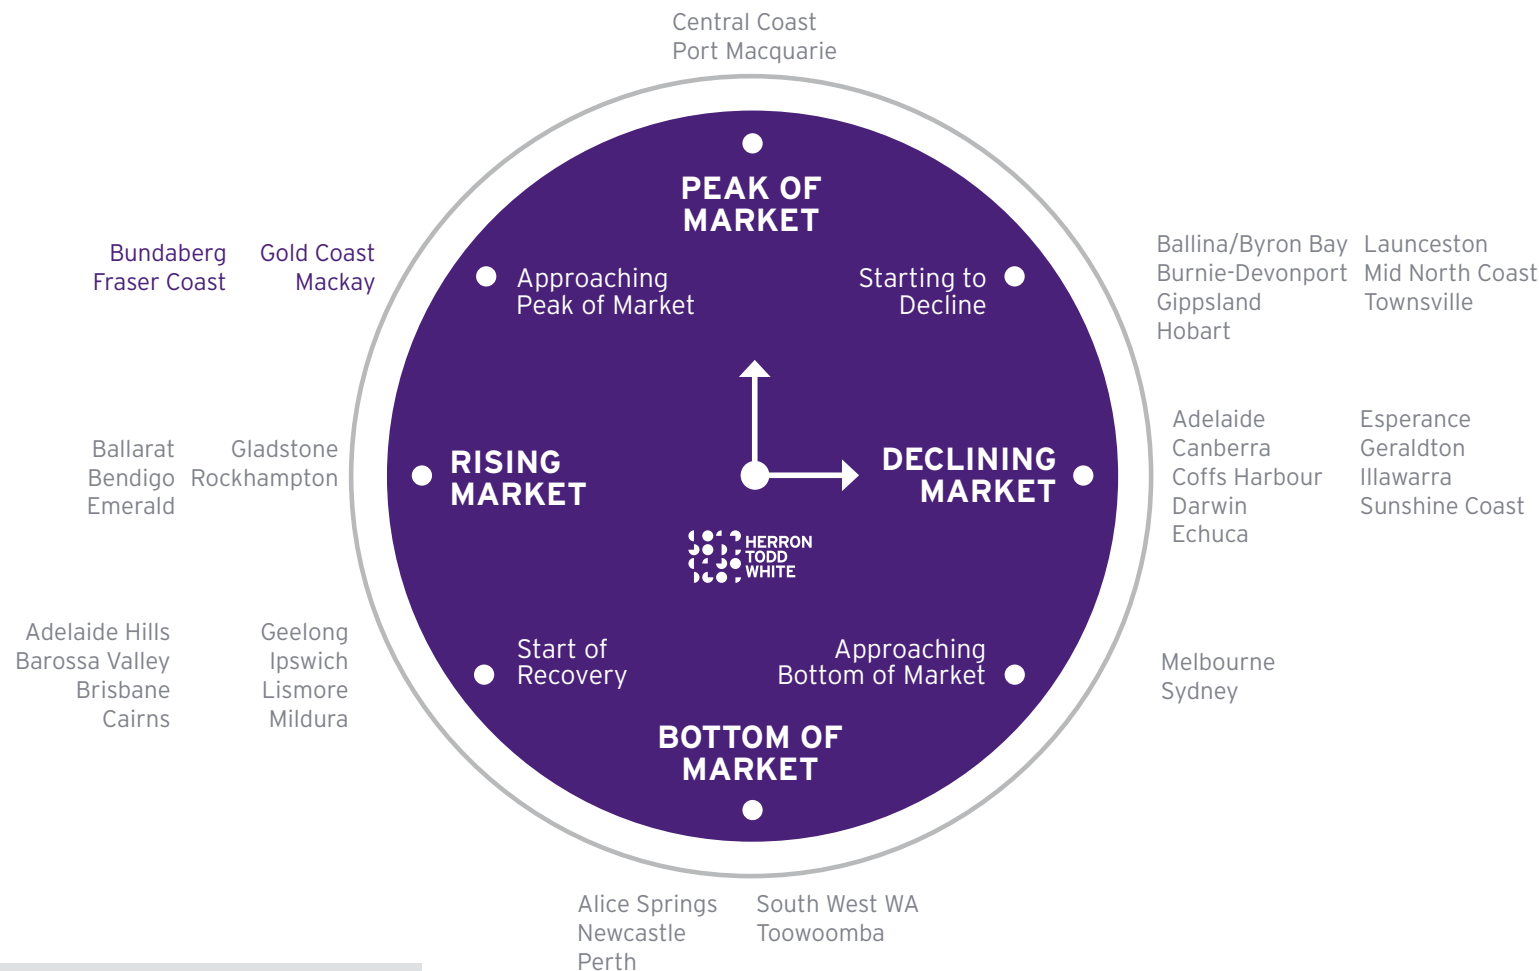 Central Coast
Port Macquarie
PEAK OF
MARKET
Bundaberg
Fraser Coast
Gold Coast
Mackay
Approaching
Peak of Market
Starting to
Decline
Ballina/Byron Bay
Burnie-Devonport
Gippsland
Hobart
Launceston
Mid North Coast
Townsville
Ballarat
Bendigo
Emerald
Gladstone
Rockhampton
RISING
MARKET
DECLINING
MARKET
Adelaide
Canberra
Coffs Harbour
Darwin
Echuca
Esperance
Geraldton
Illawarra
Sunshine Coast
HERRON
TODD
WHITE
Adelaide Hills
Barossa Valley
Brisbane
Cairns
Geelong
Ipswich
Lismore
Mildura
Start of
Recovery
Approaching
Bottom of Market
Melbourne
Sydney
BOTTOM OF
MARKET
Alice Springs
Newcastle
Perth
South West WA
Toowoomba